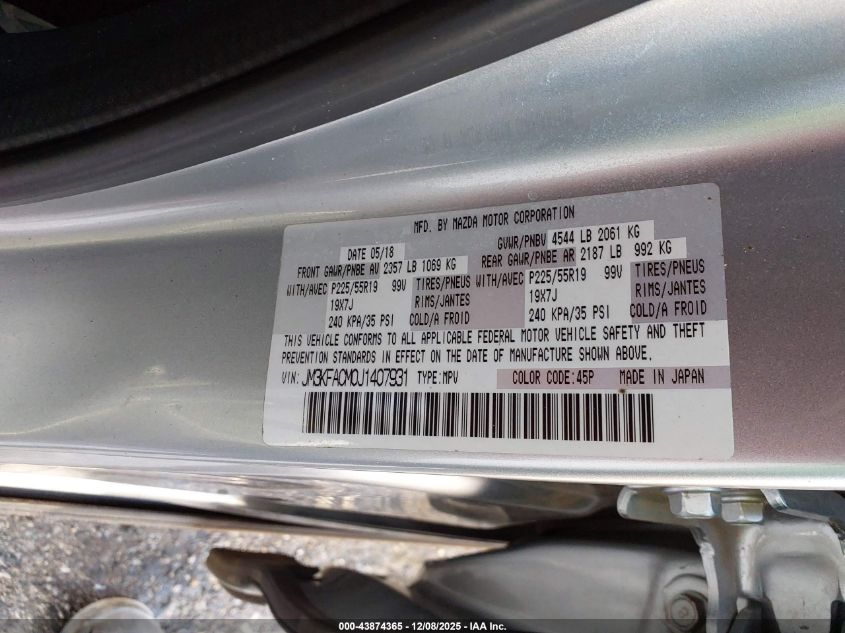 MFD. BY MAZDA MOTOR CORPORATION
DATE 05/18 GVWR/PNBV 4544 LB 2061 KG
FRONT GAWR/PNBE AV 2357 LB 1069 KG REAR GAWR/PNBE AR 2187 LB 992 KG
WITH/AVEC P225/55R19 99V TIRES/PNEUS WITH/AVEC P225/55R19 99V TIRES/PNEUS
19X7J RIMS/JANTES 19X7J RIMS/JANTES
240 KPA/35 PSI COLD/A FROID 240 KPA/35 PSI COLD/A FROID
THIS VEHICLE CONFORMS TO ALL APPLICABLE FEDERAL MOTOR VEHICLE SAFETY AND THEFT
PREVENTION STANDARDS IN EFFECT ON THE DATE OF MANUFACTURE SHOWN ABOVE.
VIN: JM3KFACM0J1407931 TYPE:MPV COLOR CODE:45P MADE IN JAPAN
000-43874365 - 12/08/2025 - IAA Inc.